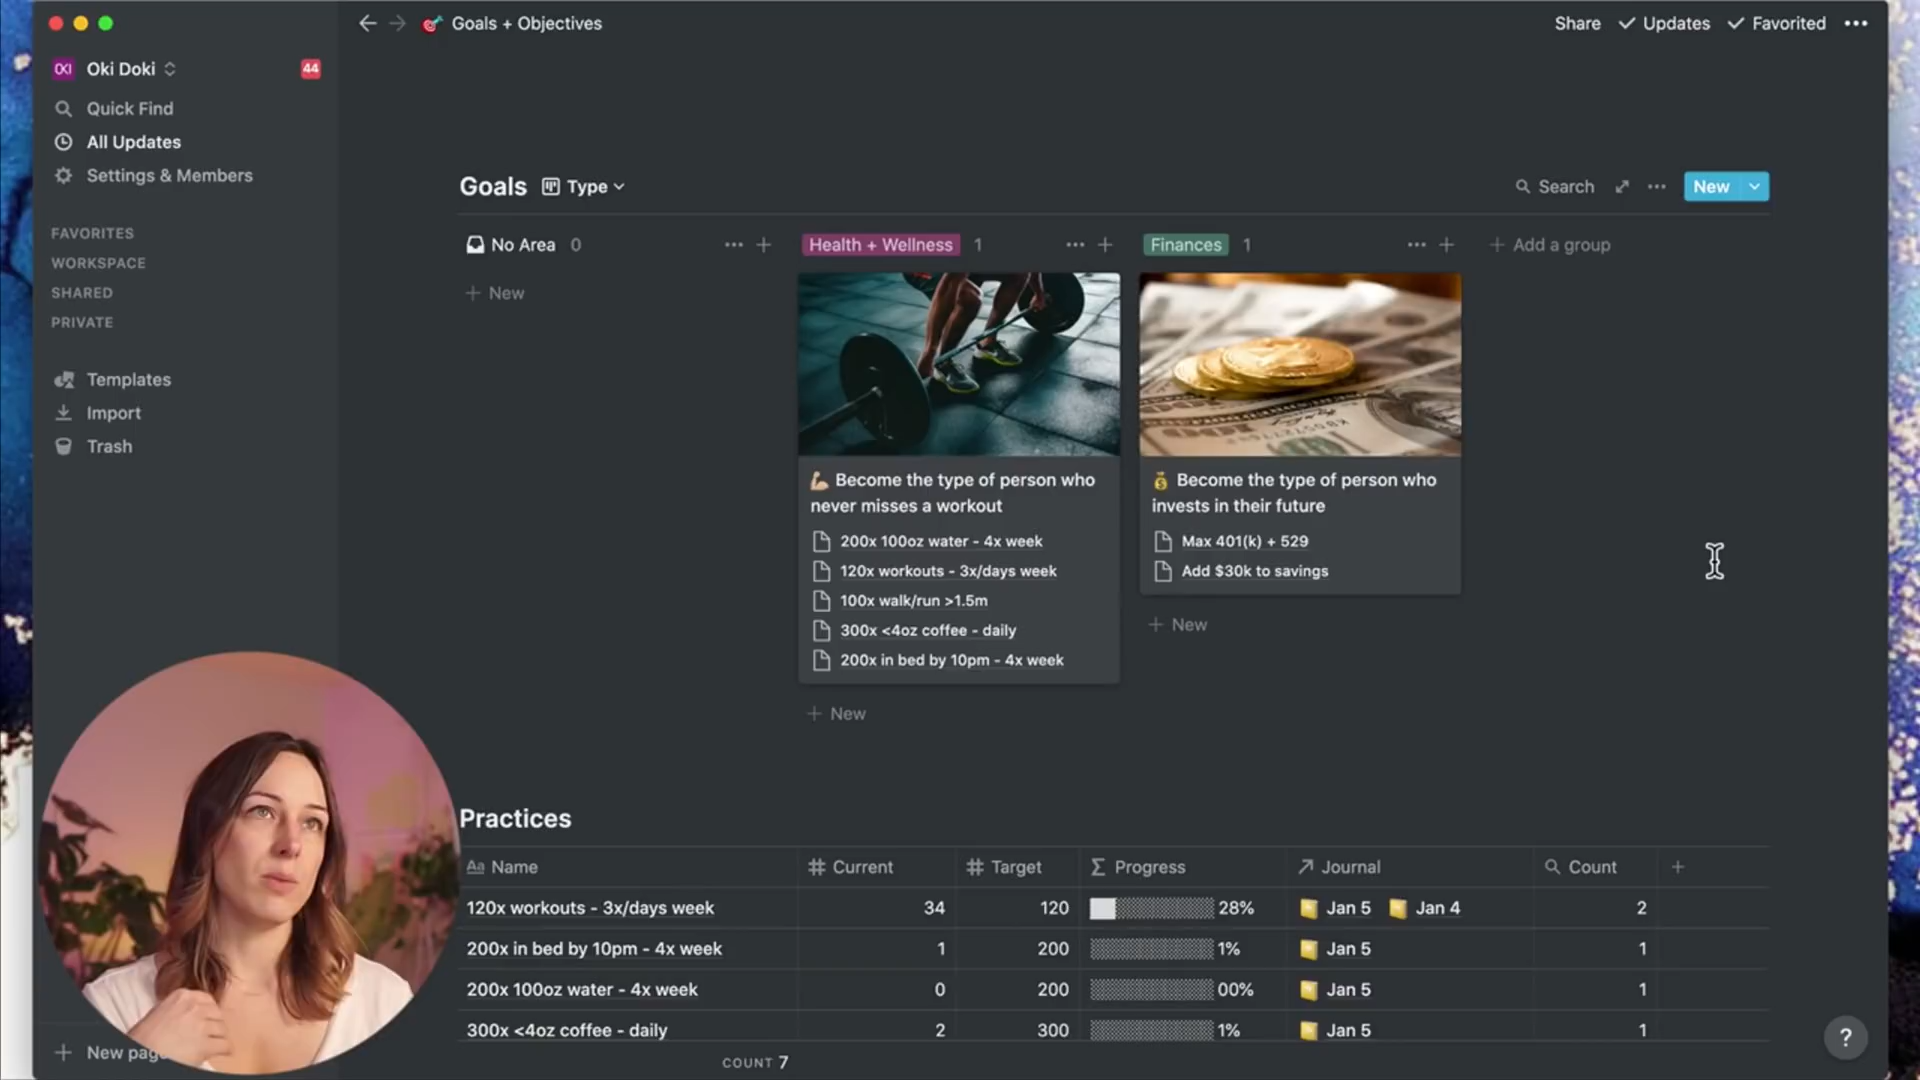 Goals + Objectives
Share
Updates
Favorited
OKI
Oki Doki
44
Quick Find
All Updates
Settings & Members
FAVORITES
WORKSPACE
SHARED
PRIVATE
Templates
Import
Trash
New
Goals
Type
Search
New
No Area 0
+ New
Health + Wellness 1
💪 Become the type of person who
never misses a workout
200x 100oz water - 4x week
120x workouts - 3x/days week
100x walk/run >1.5m
300x <4oz coffee - daily
200x in bed by 10pm - 4x week
+ New
Finances 1
💰 Become the type of person who
invests in their future
Max 401(k) + 529
Add $30k to savings
+ New
+ Add a group
Practices
Aa Name # Current # Target Σ Progress Journal Count +
120x workouts - 3x/days week 34 120 28% Jan 5 Jan 4 2
200x in bed by 10pm - 4x week 1 200 1% Jan 5 1
200x 100oz water - 4x week 0 200 00% Jan 5 1
300x <4oz coffee - daily 2 300 1% Jan 5 1
COUNT 7
?